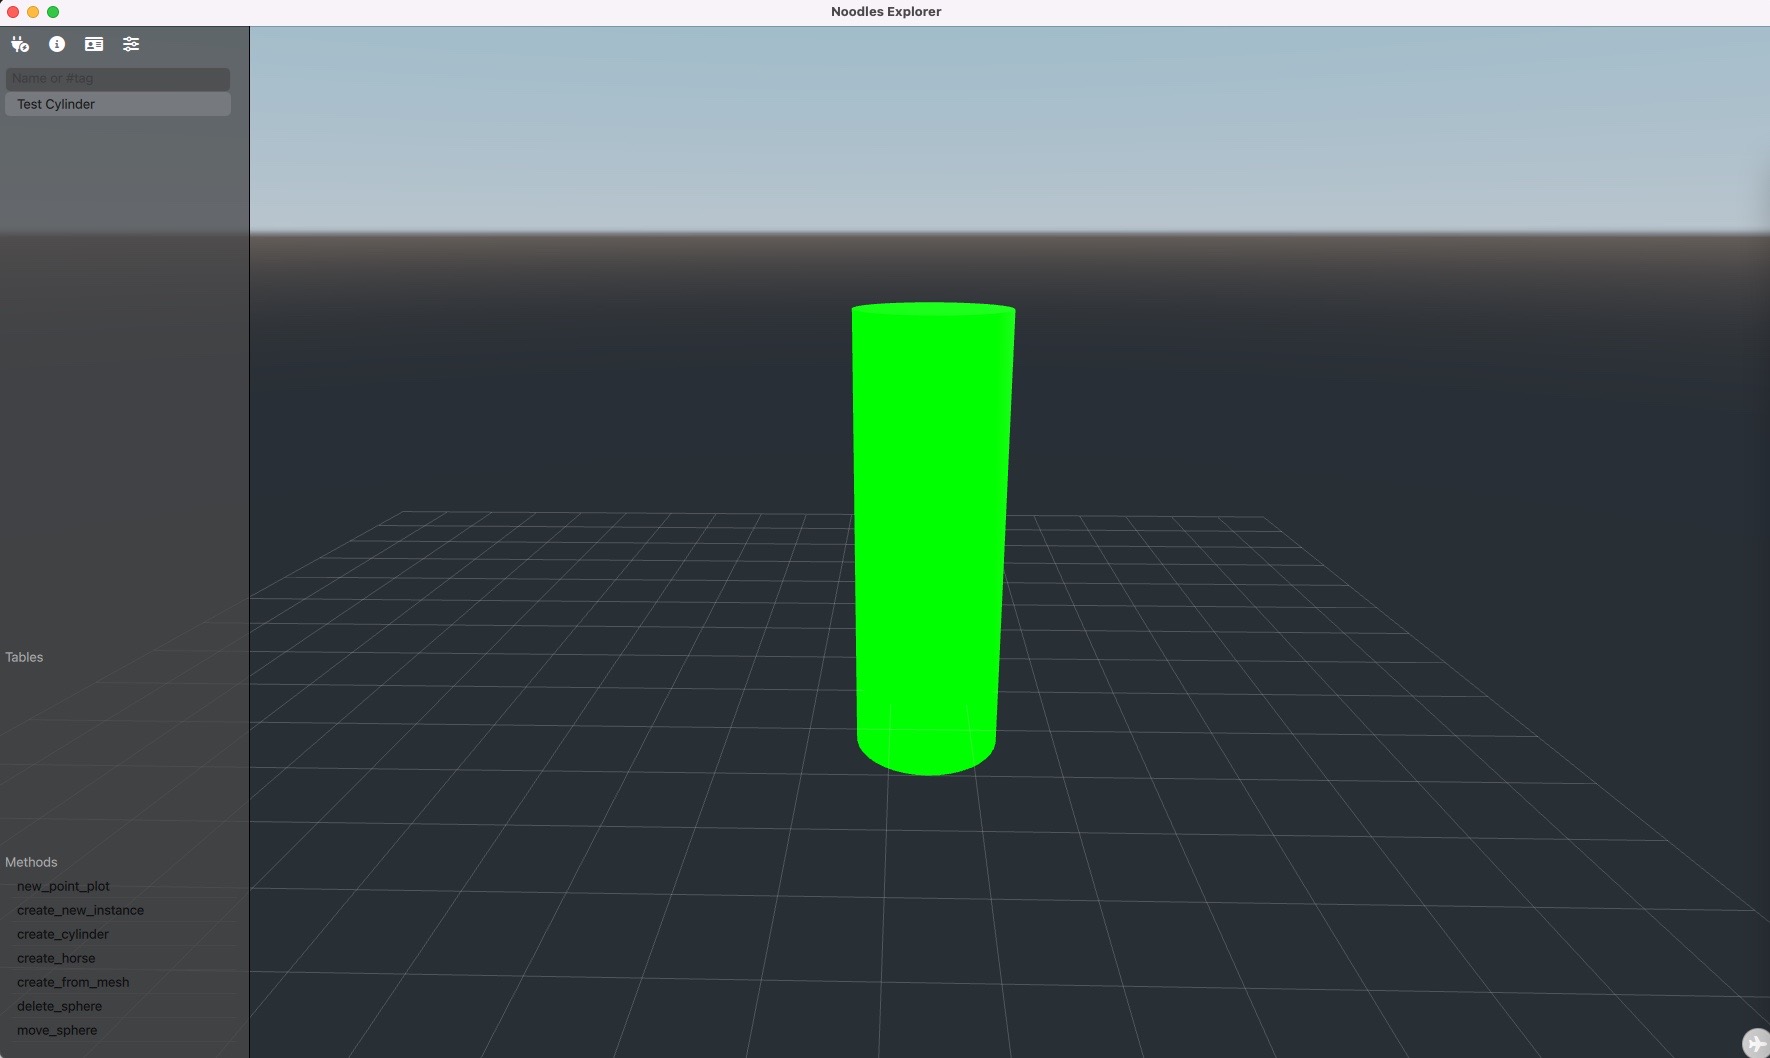 Noodles Explorer
Name or #tag
Test Cylinder
Tables
Methods
new_point_plot
create_new_instance
create_cylinder
create_horse
create_from_mesh
delete_sphere
move_sphere